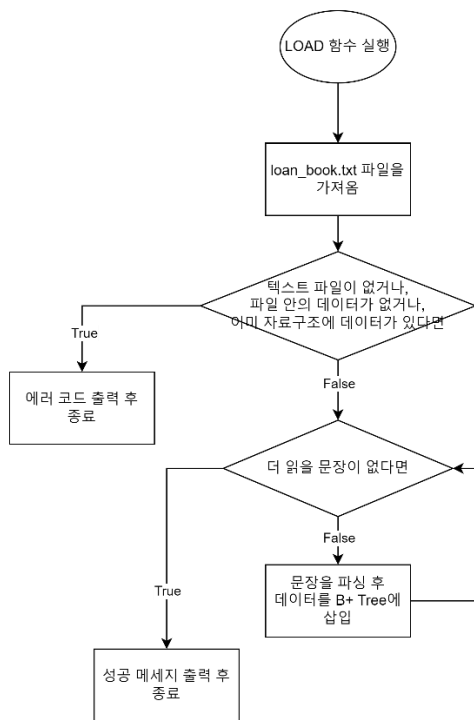 LOAD 함수 실행
loan_book.txt 파일을
가져옴
텍스트 파일이 없거나,
파일 안의 데이터가 없거나,
이미 자료구조에 데이터가 있다면
True
에러 코드 출력 후
종료
False
더 읽을 문장이 없다면
False
문장을 파싱 후
데이터를 B+ Tree에
삽입
True
성공 메세지 출력 후
종료